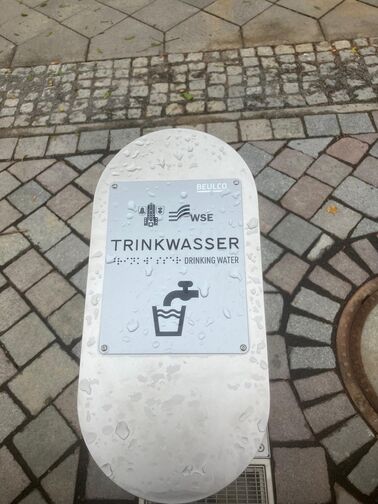 BEULCO
WSE
TRINKWASSER
DRINKING WATER